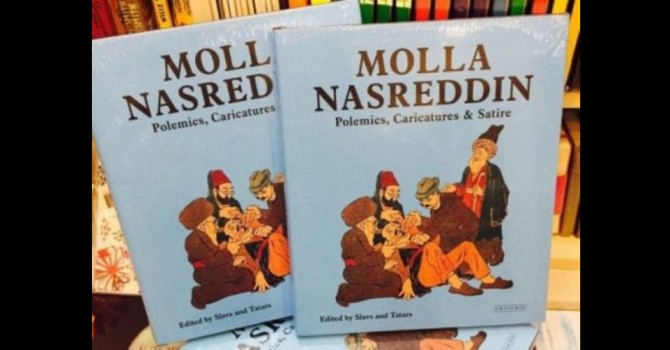 MOLL
NASRED
Polemics, Caricatures
Edited by Slavs and Tatars
MOLLA
NASREDDIN
Polemics, Caricatures & Satire
Edited by Slavs and Tatars